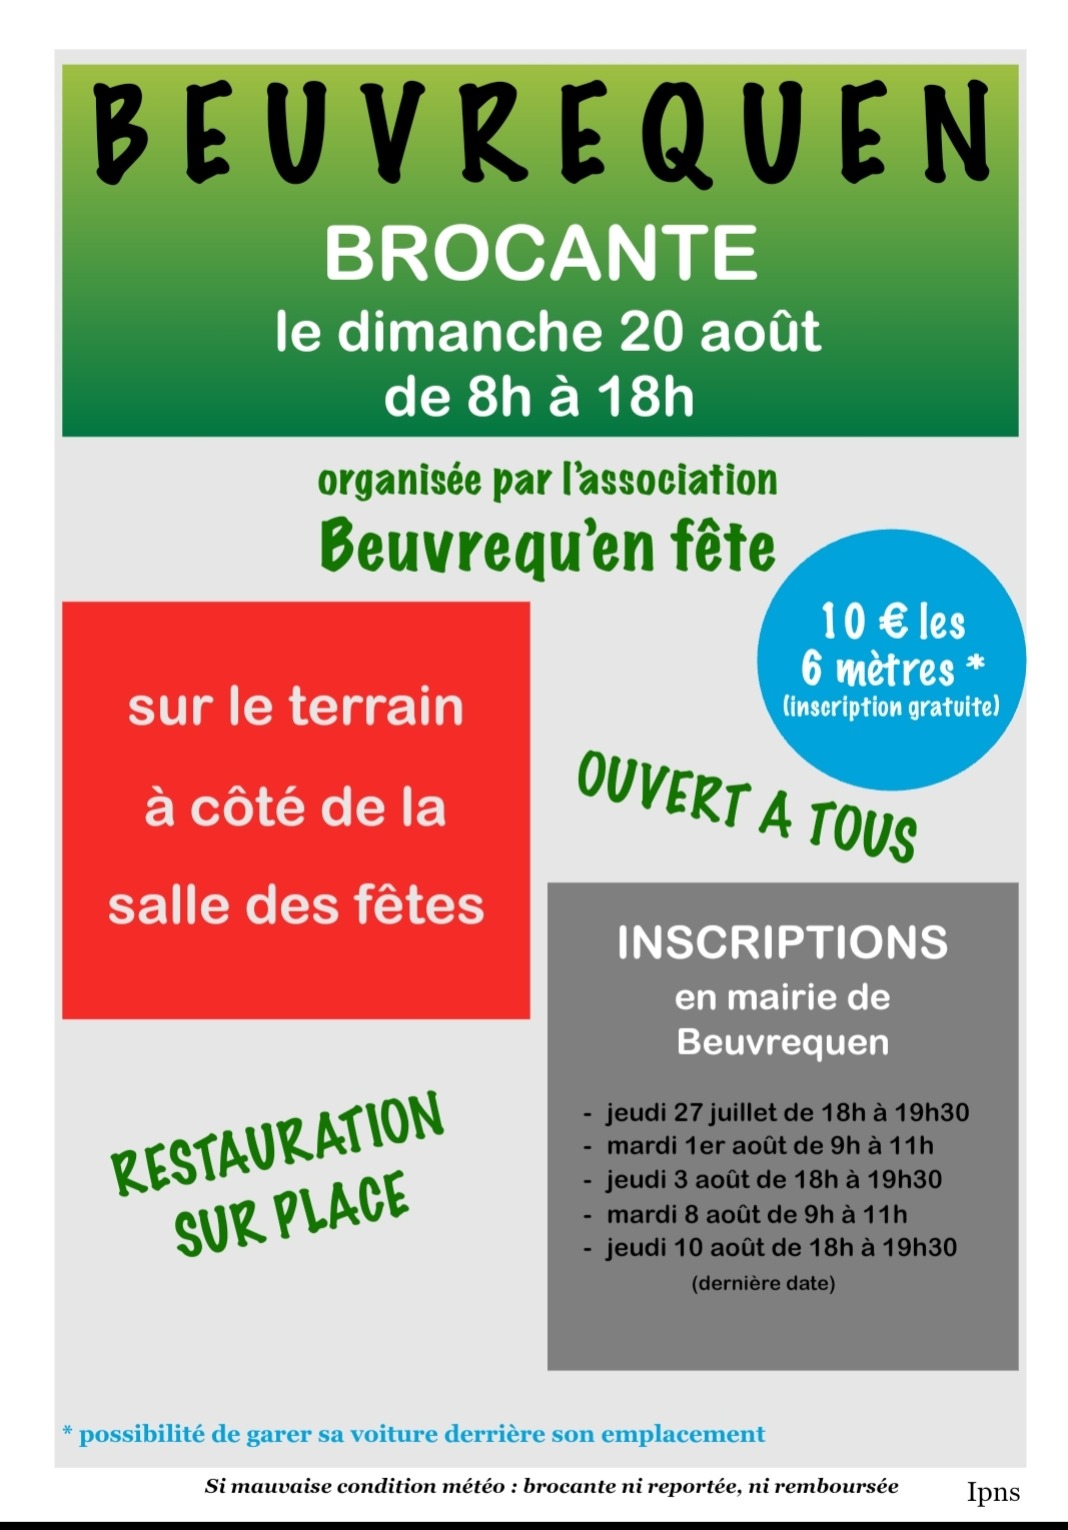 BEUVREQUEN
BROCANTE
le dimanche 20 août
de 8h à 18h
organisée par l'association
Beuvrequ'en fête
10 € les
6 mètres *
(inscription gratuite)
sur le terrain
à côté de la
salle des fêtes
OUVERT A TOUS
INSCRIPTIONS
en mairie de
Beuvrequen
- jeudi 27 juillet de 18h à 19h30
- mardi 1er août de 9h à 11h
- jeudi 3 août de 18h à 19h30
- mardi 8 août de 9h à 11h
- jeudi 10 août de 18h à 19h30
(dernière date)
RESTAURATION
SUR PLACE
* possibilité de garer sa voiture derrière son emplacement
Si mauvaise condition météo : brocante ni reportée, ni remboursée
Ipns